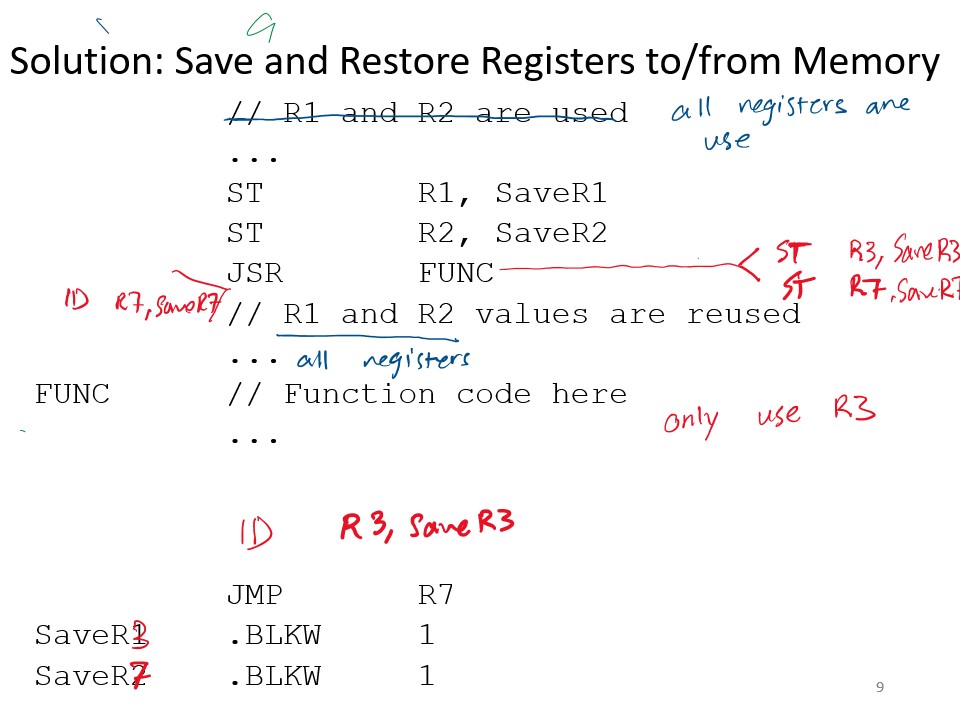 Solution: Save and Restore Registers to/from Memory
// R1 and R2 are used all registers are
... use
ST R1, SaveR1
ST R2, SaveR2 ST R3, SaveR3
JSR FUNC ST R7, SaveR7
LD R7, SaveR7 // R1 and R2 values are reused
... all registers
FUNC // Function code here
... only use R3
LD R3, SaveR3
JMP R7
SaveR3 .BLKW 1
SaveR7 .BLKW 1
9